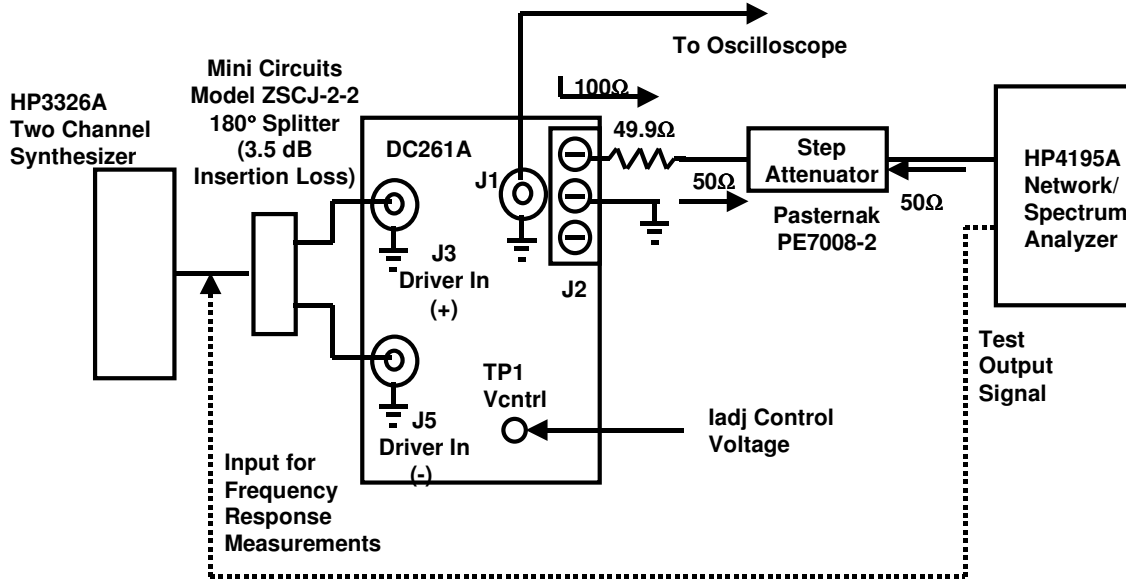 To Oscilloscope
Mini Circuits
Model ZSCJ-2-2
180° Splitter
(3.5 dB
Insertion Loss)
HP3326A
Two Channel
Synthesizer
100Ω
49.9Ω
DC261A
J1
50Ω
Step
Attenuator
50Ω
Pasternak
PE7008-2
HP4195A
Network/
Spectrum
Analyzer
J3
Driver In
(+)
J2
TP1
Vcntrl
J5
Driver In
(-)
Iadj Control
Voltage
Test
Output
Signal
Input for
Frequency
Response
Measurements